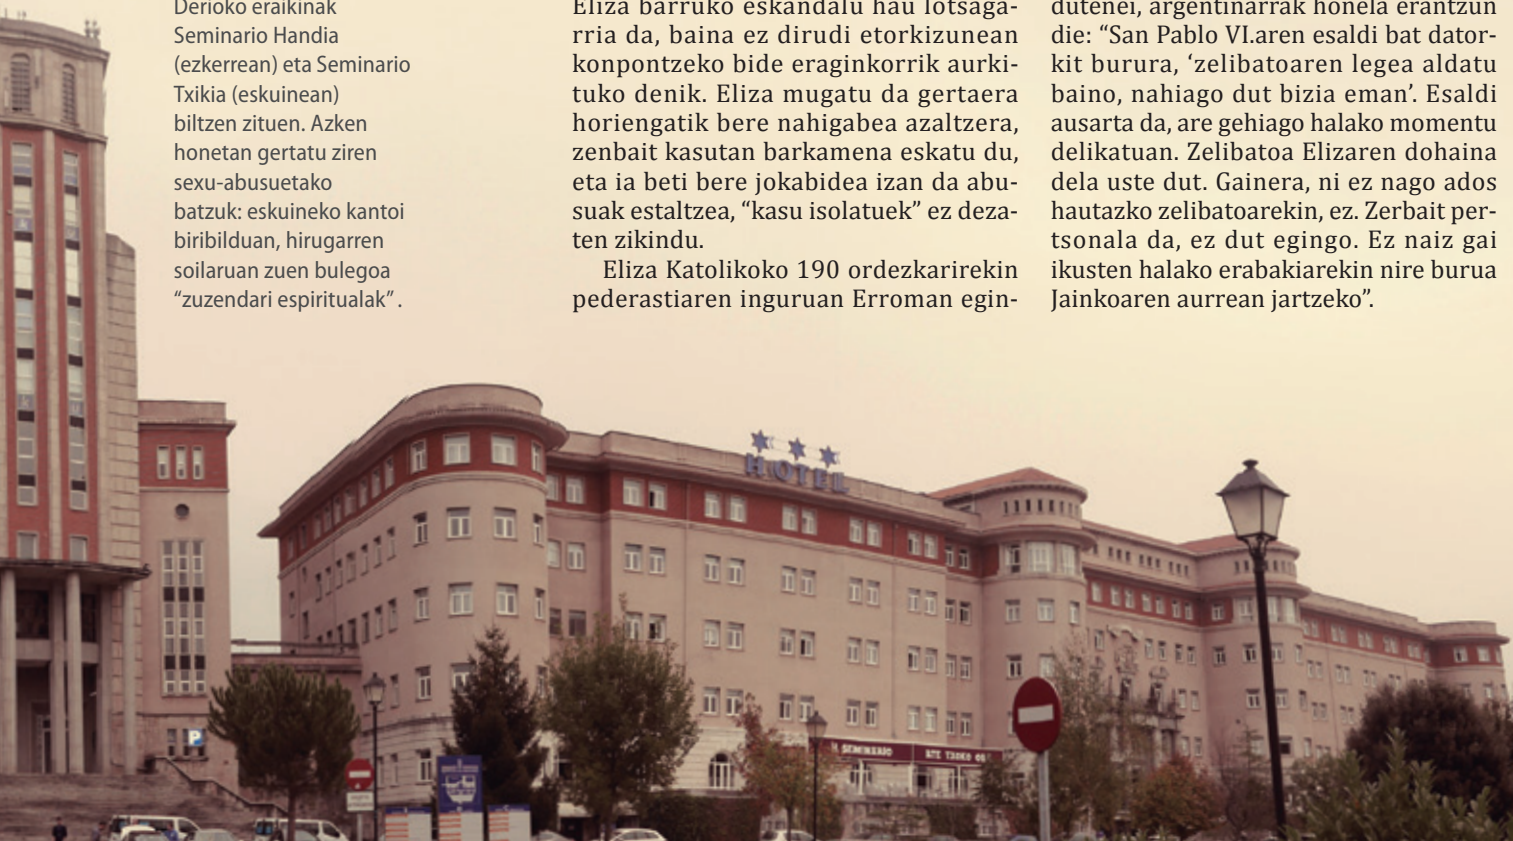 Derioko eraikinak
Seminario Handia
(ezkerrean) eta Seminario
Txikia (eskuinean)
biltzen zituen. Azken
honetan gertatu ziren
sexu-abusuetako
batzuk: eskuineko kantoi
biribilduan, hirugarren
soilaruan zuen bulegoa
“zuzendari espiritualak” .
Eliza barruko eskandalu hau lotsaga-
rria da, baina ez dirudi etorkizunean
konpontzeko bide eraginkorrik aurki-
tuko denik. Eliza mugatu da gertaera
horiengatik bere nahigabea azaltzera,
zenbait kasutan barkamena eskatu du,
eta ia beti bere jokabidea izan da abu-
suak estaltzea, “kasu isolatuek” ez deza-
ten zikindu.
Eliza Katolikoko 190 ordezkarirekin
pederastiaren inguruan Erroman egin-
dutenei, argentinarrak honela erantzun
die: “San Pablo VI.aren esaldi bat dator-
kit burura, ‘zelibatoaren legea aldatu
baino, nahiago dut bizia eman’. Esaldi
ausarta da, are gehiago halako momentu
delikatuan. Zelibatoa Elizaren dohaina
dela uste dut. Gainera, ni ez nago ados
hautazko zelibatoarekin, ez. Zerbait per-
tsonala da, ez dut egingo. Ez naiz gai
ikusten halako erabakiarekin nire burua
Jainkoaren aurrean jartzeko”.
HOTEL
P
H SEMINARIO